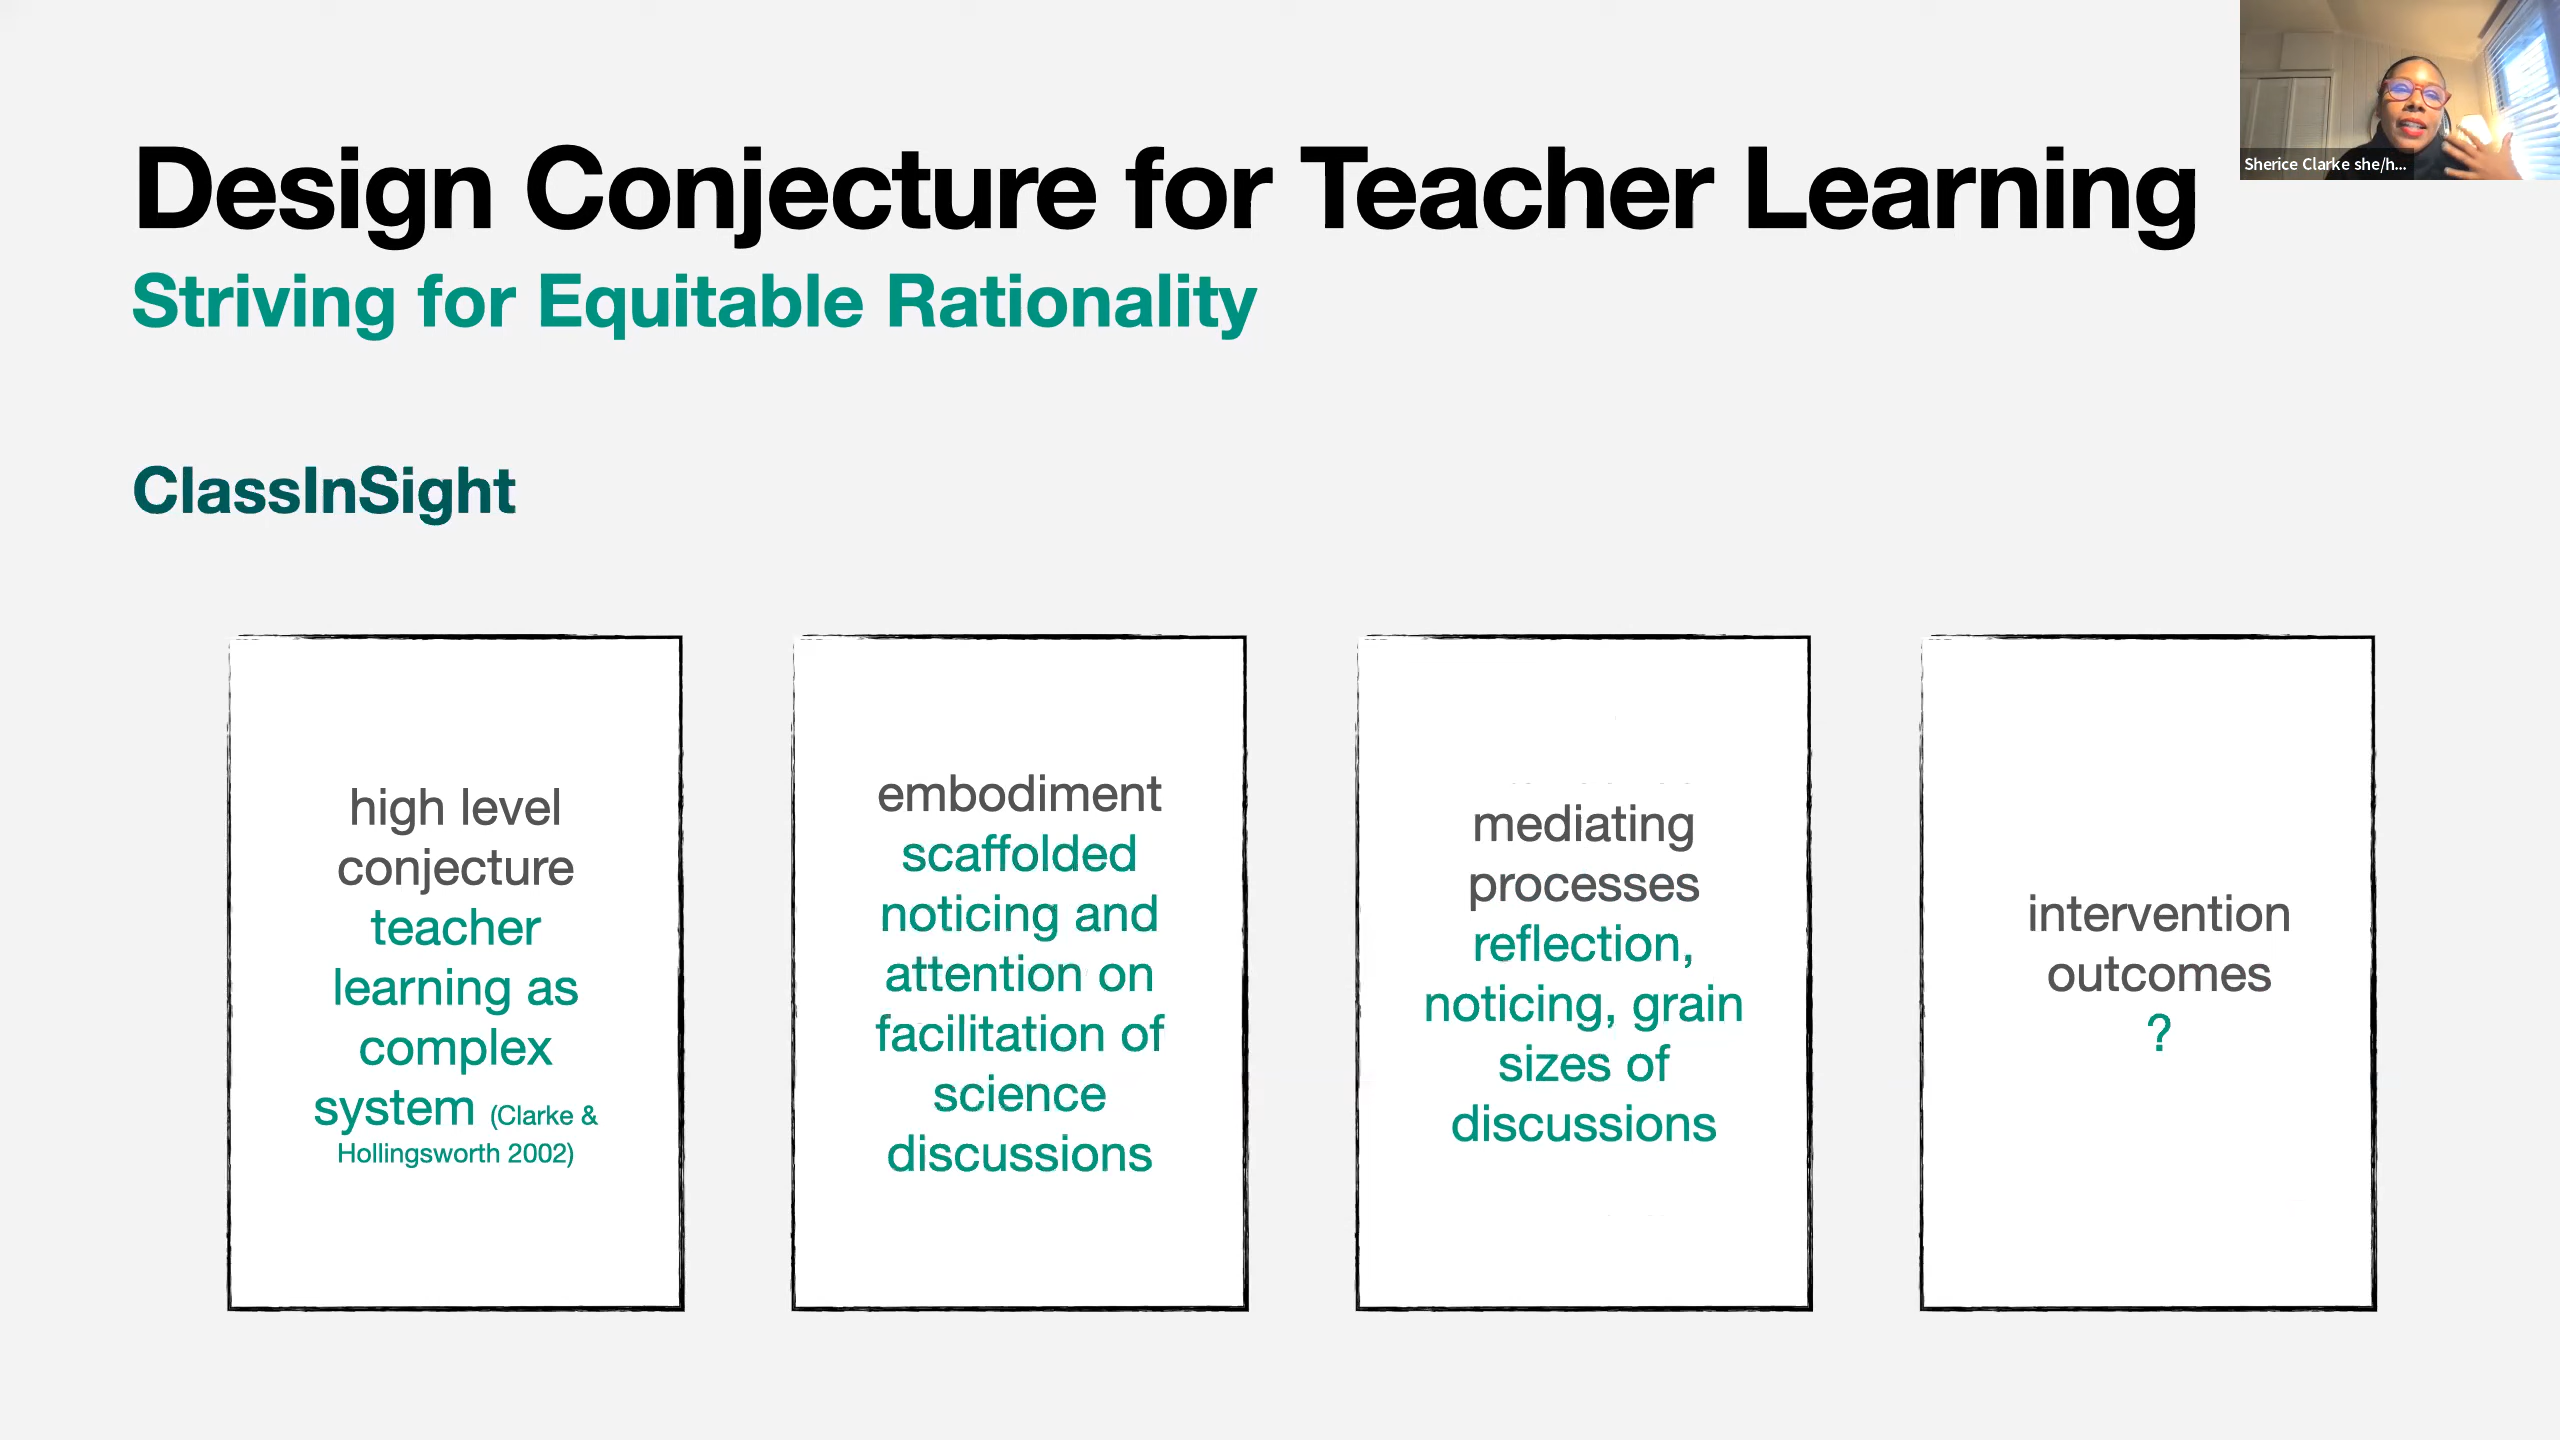 Sherice Clarke she/h...
Design Conjecture for Teacher Learning
Striving for Equitable Rationality
ClassInSight
high level
conjecture
teacher
learning as
complex
system (Clarke &
Hollingsworth 2002)
embodiment
scaffolded
noticing and
attention on
facilitation of
science
discussions
mediating
processes
reflection,
noticing, grain
sizes of
discussions
intervention
outcomes
?